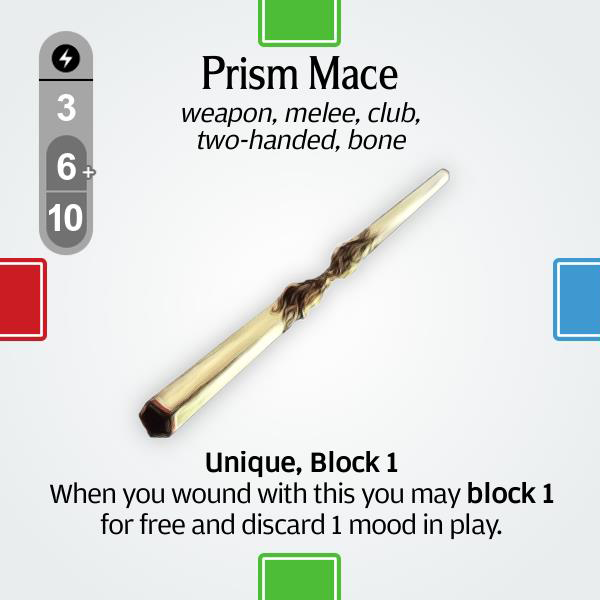 Prism Mace
weapon, melee, club,
two-handed, bone
3
6+
10
Unique, Block 1
When you wound with this you may block 1
for free and discard 1 mood in play.